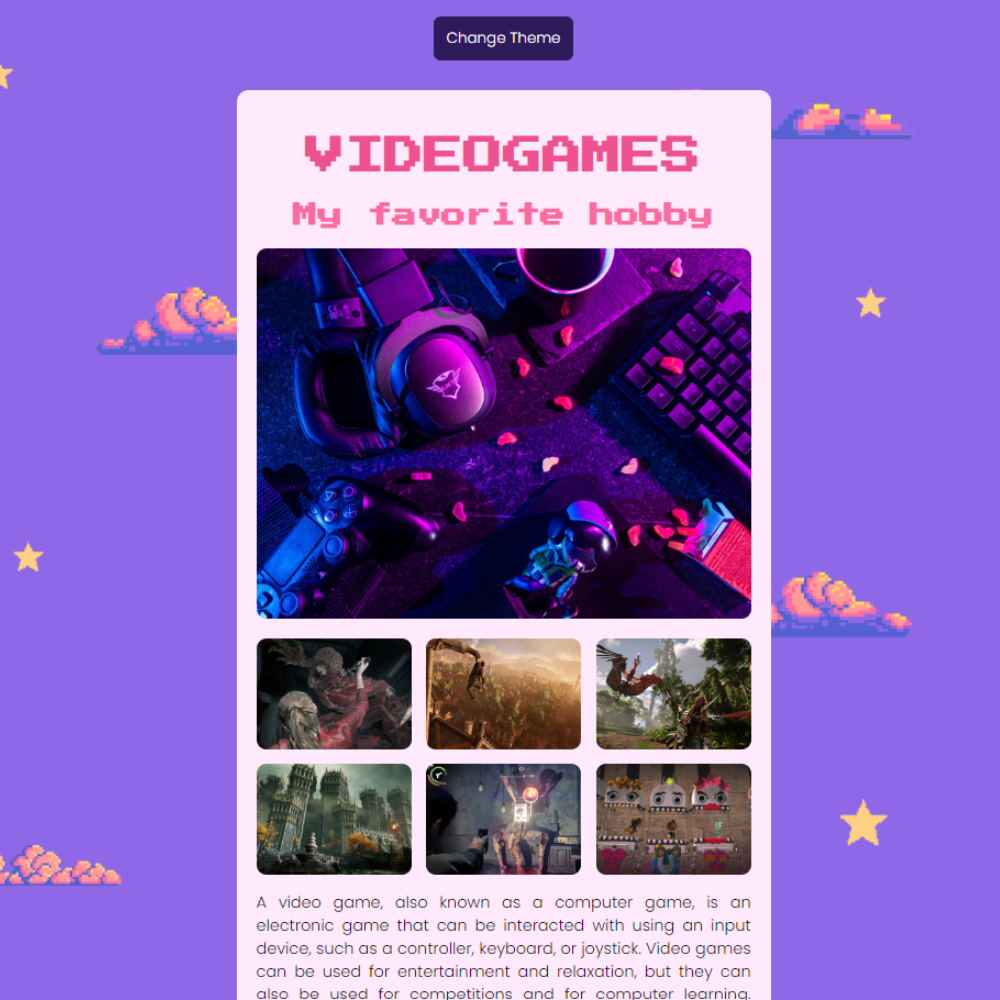 Change Theme
VIDEOGAMES
My favorite hobby
A video game, also known as a computer game, is an
electronic game that can be interacted with using an input
device, such as a controller, keyboard, or joystick. Video games
can be used for entertainment and relaxation, but they can
also be used for competitions and for computer learning.